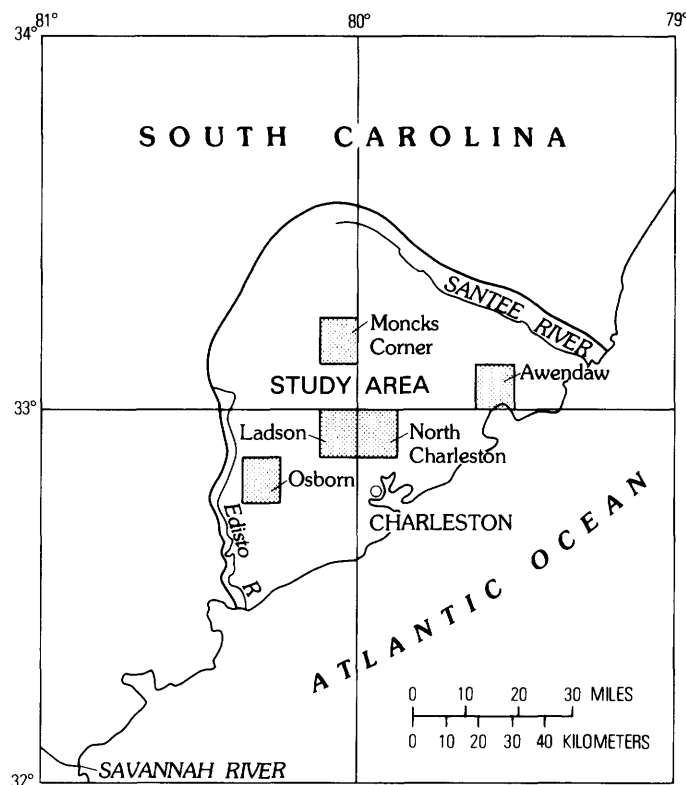 81° 80° 79°
34°
SOUTH CAROLINA
SANTEE RIVER
Moncks
Corner
Awendaw
STUDY AREA
33°
Ladson
North
Charleston
Osborn
CHARLESTON
Edisto R
ATLANTIC OCEAN
0 10 20 30 MILES
0 10 20 30 40 KILOMETERS
32°
SAVANNAH RIVER